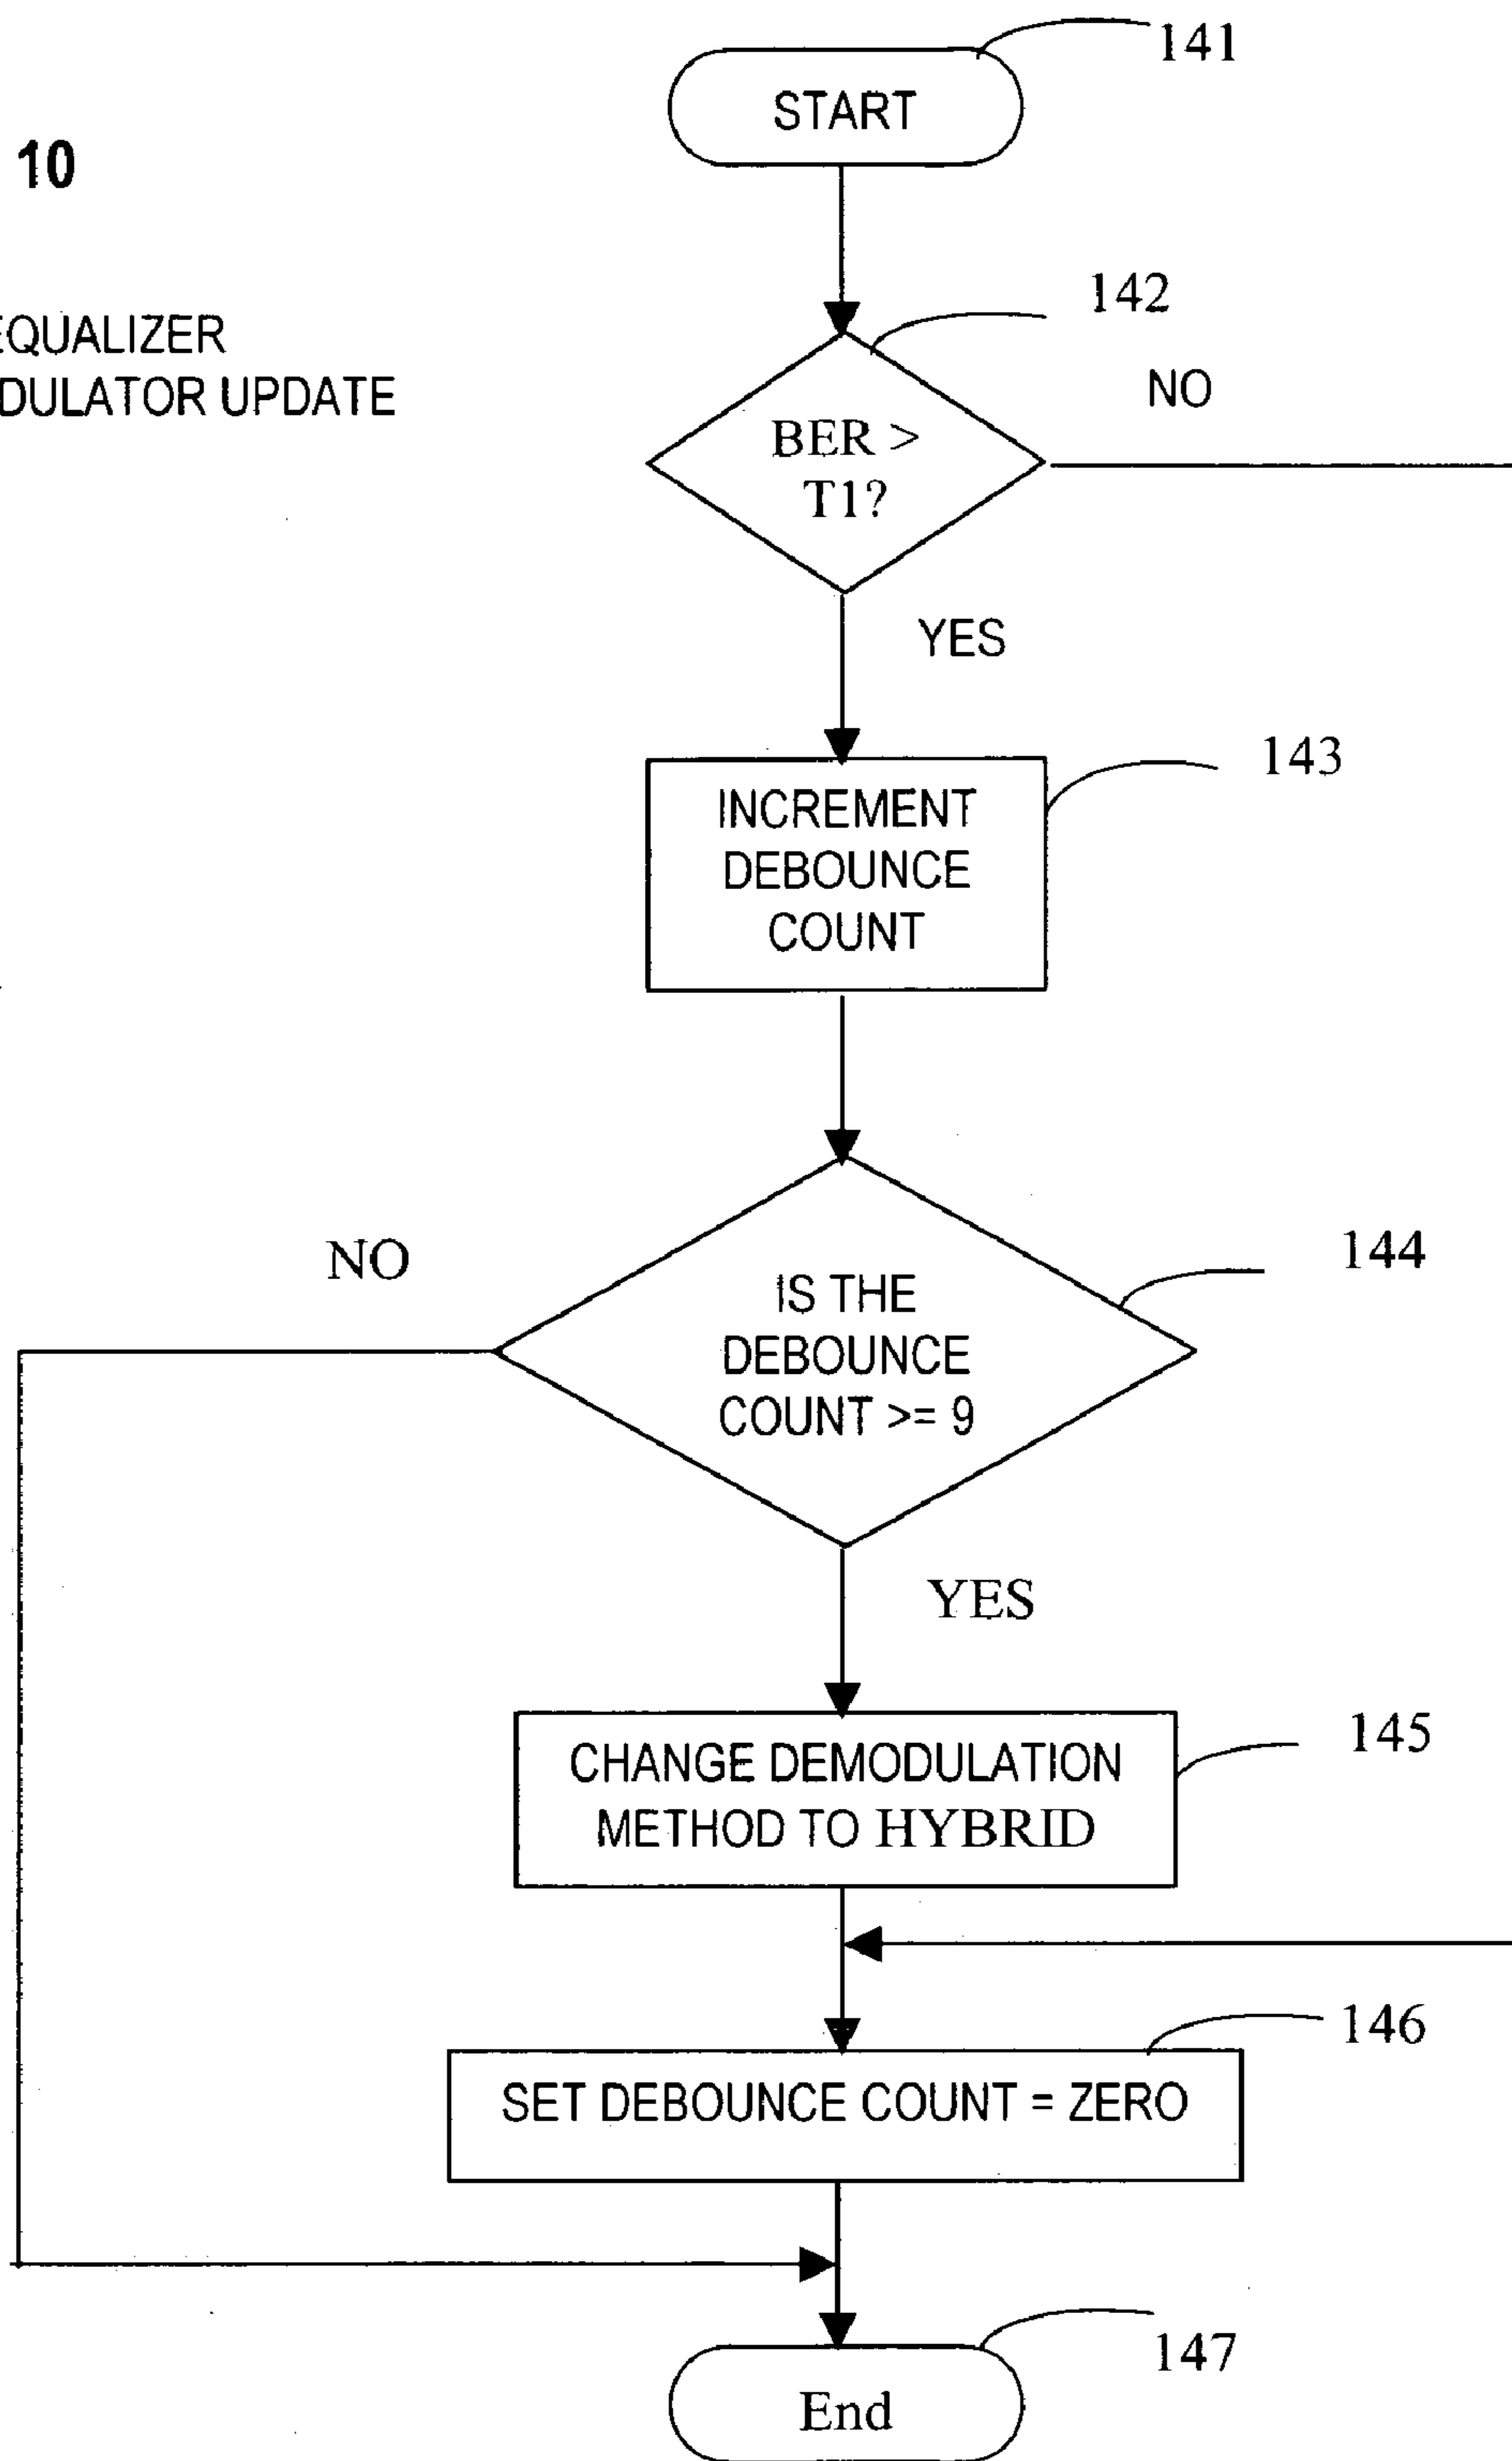 141
START
10
142
EQUALIZER
DULATOR UPDATE
NO
BER >
T1?
YES
143
INCREMENT
DEBOUNCE
COUNT
144
NO
IS THE
DEBOUNCE
COUNT >= 9
YES
145
CHANGE DEMODULATION
METHOD TO HYBRID
146
SET DEBOUNCE COUNT = ZERO
147
End